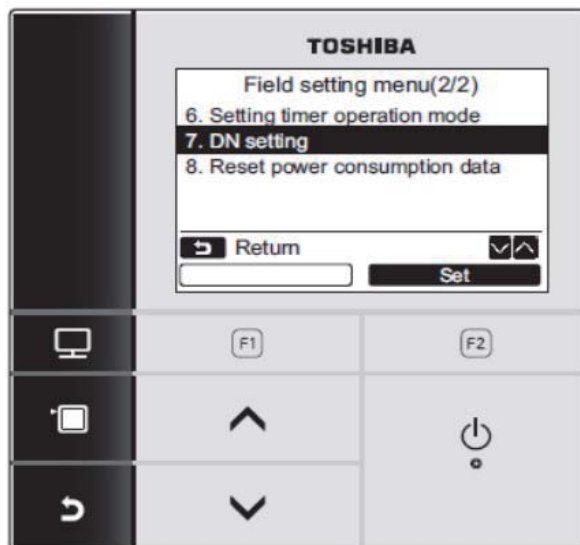 TOSHIBA
Field setting menu(2/2)
6. Setting timer operation mode
7. DN setting
8. Reset power consumption data
Return
Set
F1
F2